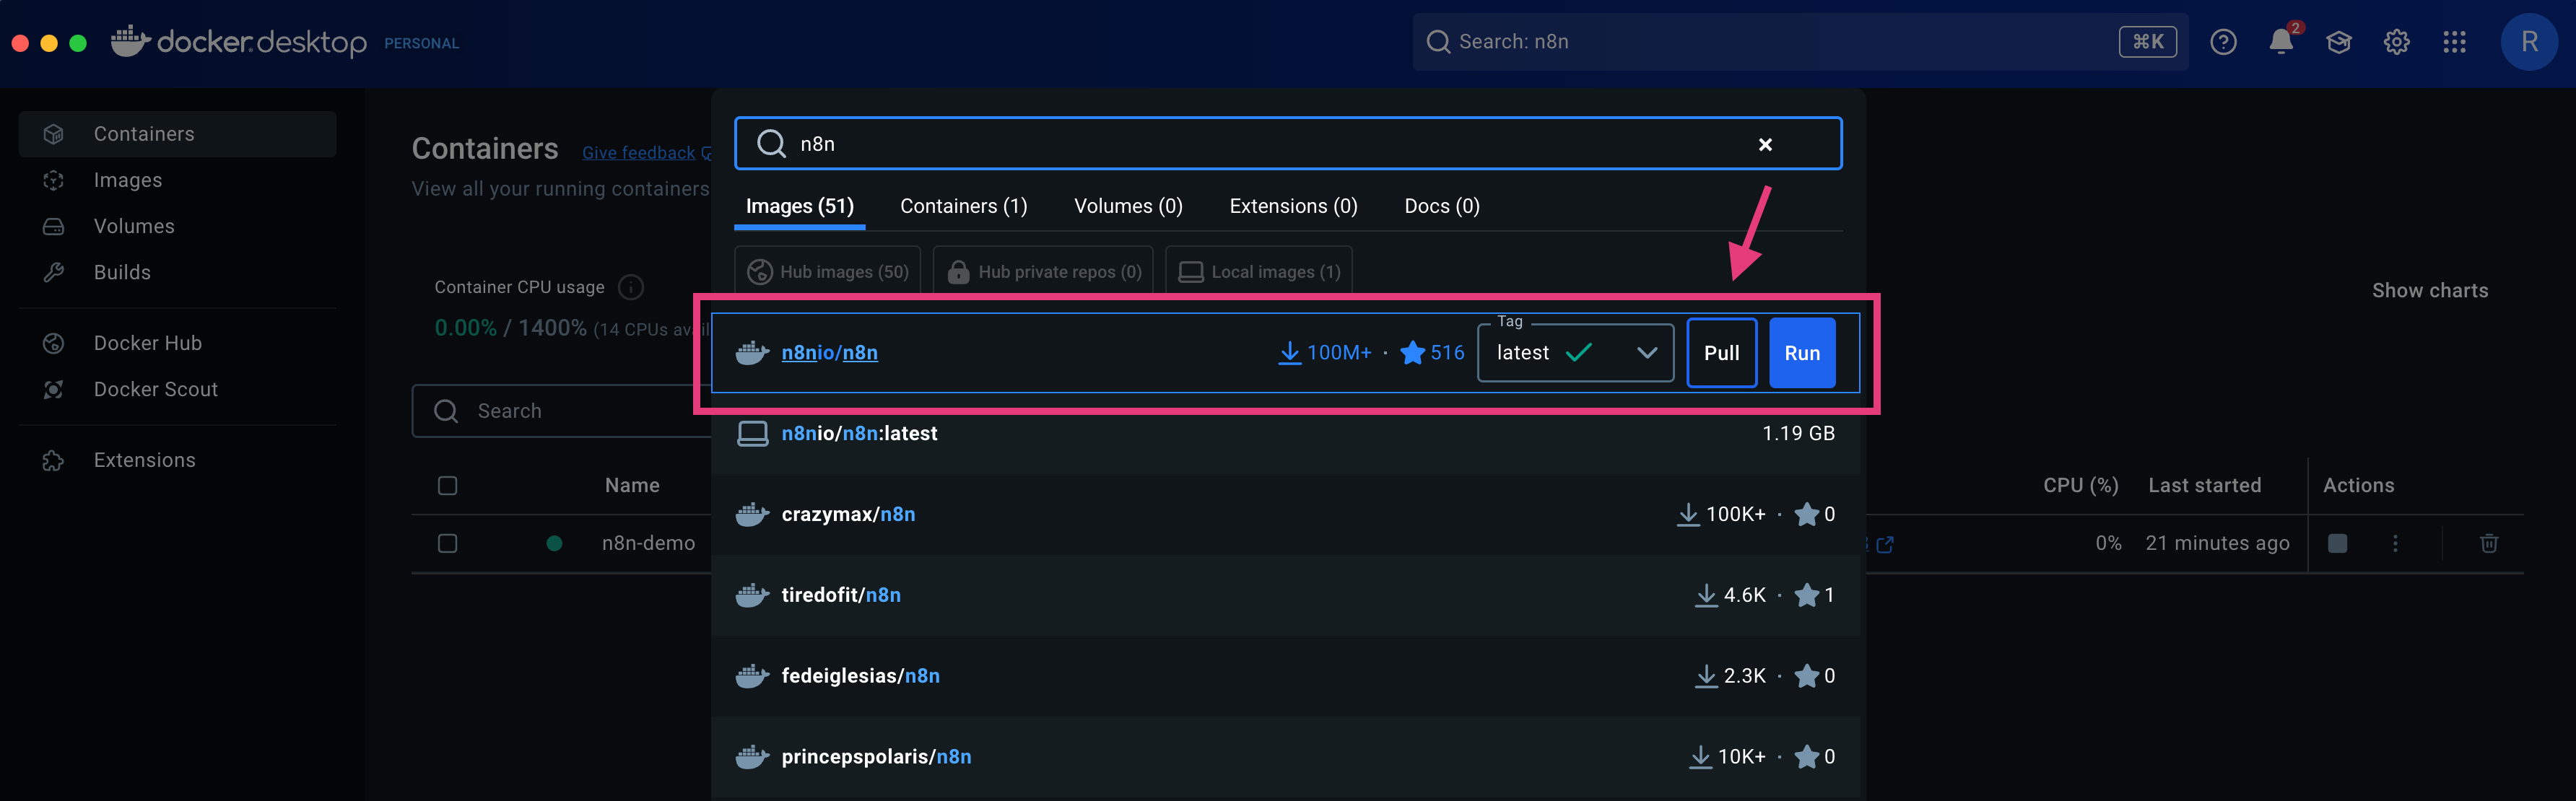 docker.desktop PERSONAL
Search: n8n
⌘K
2
R
Containers
Images
Volumes
Builds
Docker Hub
Docker Scout
Extensions
Containers Give feedback
View all your running containers
Container CPU usage
0.00% / 1400% (14 CPUs avail
Show charts
Search
Name CPU (%) Last started Actions
n8n-demo 0% 21 minutes ago
n8n
Images (51) Containers (1) Volumes (0) Extensions (0) Docs (0)
Hub images (50) Hub private repos (0) Local images (1)
Tag
n8nio/n8n 100M+ · 516 latest Pull Run
n8nio/n8n:latest 1.19 GB
crazymax/n8n 100K+ · 0
tiredofit/n8n 4.6K · 1
fedeiglesias/n8n 2.3K · 0
princepspolaris/n8n 10K+ · 0